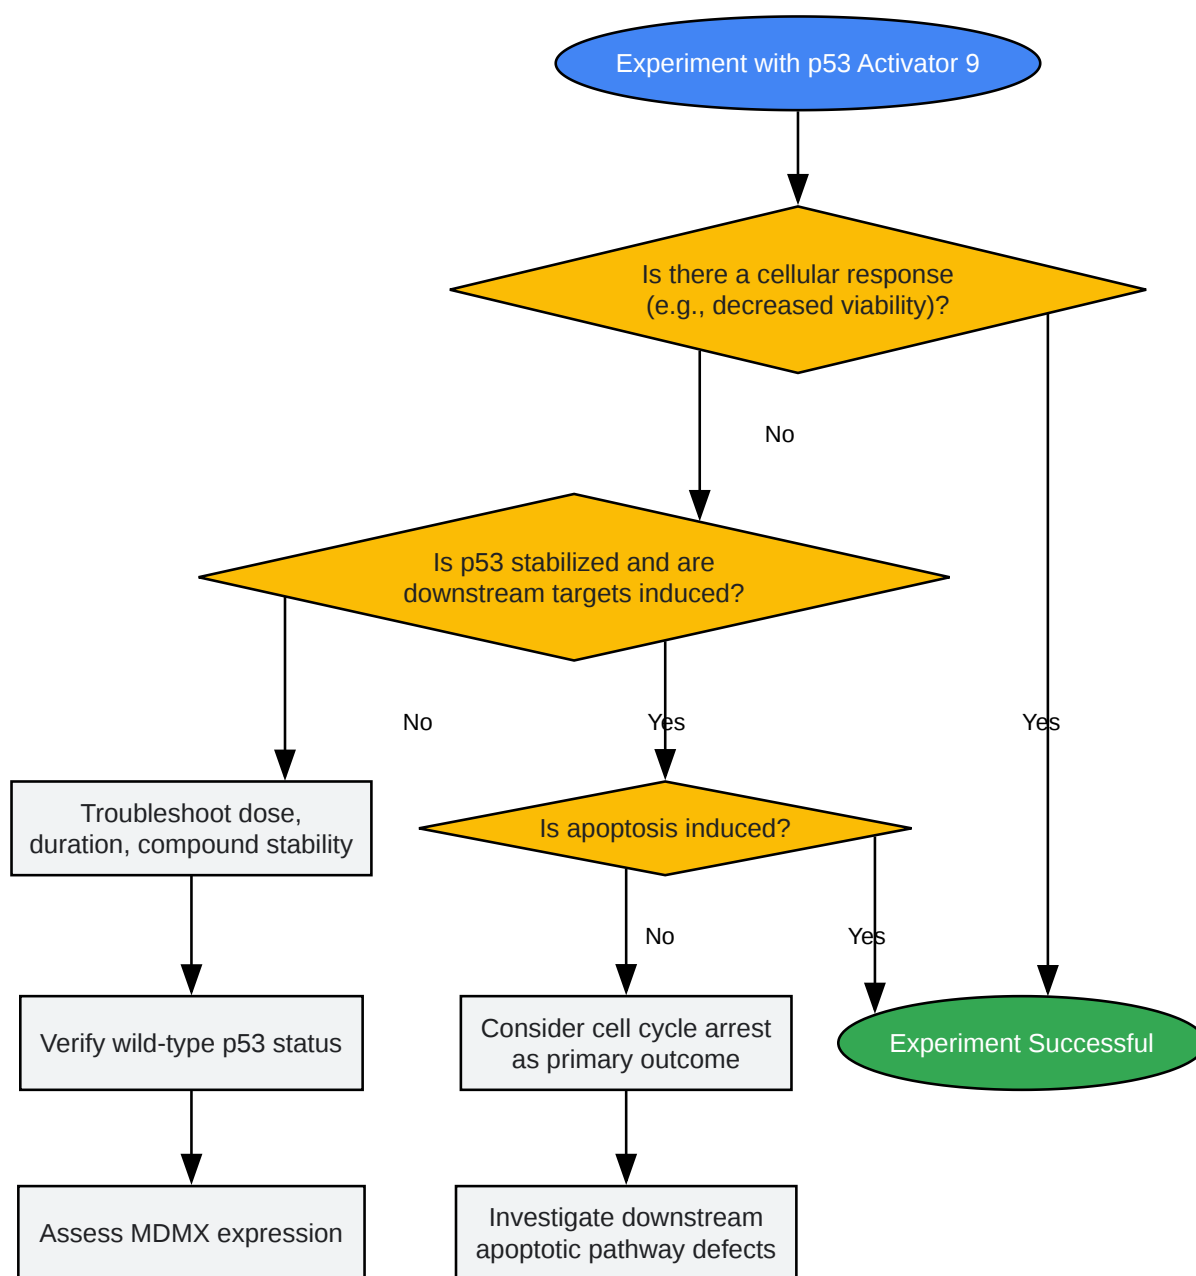 Experiment with p53 Activator 9
Is there a cellular response
(e.g., decreased viability)?
No
Is p53 stabilized and are
downstream targets induced?
No
Yes
Yes
Troubleshoot dose,
duration, compound stability
Is apoptosis induced?
No
Yes
Verify wild-type p53 status
Consider cell cycle arrest
as primary outcome
Experiment Successful
Assess MDMX expression
Investigate downstream
apoptotic pathway defects